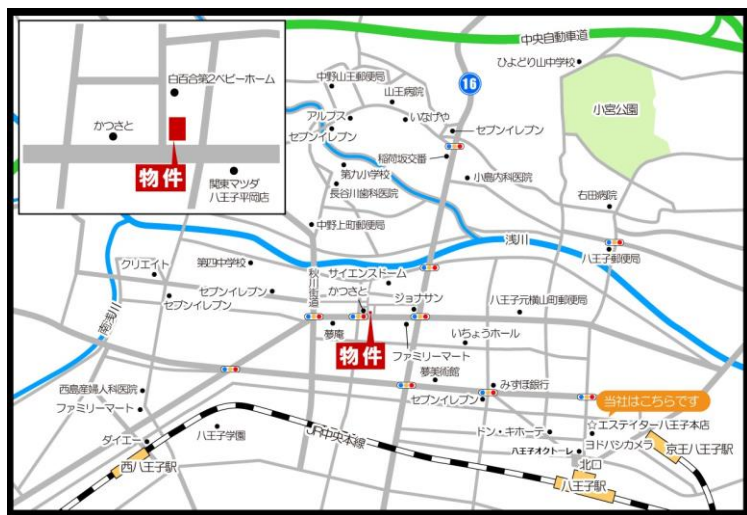 白百合第2ベビーホーム
かつさと
物件
関東マツダ
八王子平岡店
中央自動車道
ひよどり山中学校
中野山王郵便局
山王病院
16
アルプス
いなげや
セブンイレブン
セブンイレブン
小宮公園
稲荷坂交番
第九小学校
小島内科医院
長谷川歯科医院
右田病院
中野上町郵便局
浅川
八王子郵便局
クリエイト
第四中学校
秋川街道
サイエンスドーム
セブンイレブン
かつさと
ジョナサン
セブンイレブン
八王子元横山町郵便局
南浅川
夢庵
物件
ファミリーマート
いちょうホール
夢美術館
みずほ銀行
西島産婦人科医院
セブンイレブン
当社はこちらです
ファミリーマート
☆エステイター八王子本店
ダイエー
八王子学園
JR中央本線
ドン・キホーテ
ヨドバシカメラ
八王子オクトーレ
京王八王子駅
西八王子駅
北口
八王子駅